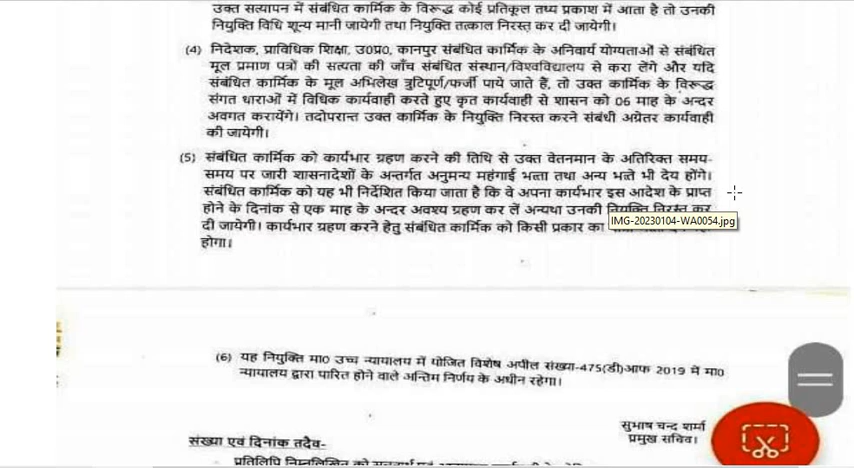 उक्त सत्यापन में संबंधित कार्मिक के विरूद्ध कोई प्रतिकूल तथ्य प्रकाश में आता है तो उनकी
नियुक्ति विधि शून्य मानी जायेगी तथा नियुक्ति तत्काल निरस्त कर दी जायेगी।
(4) निदेशक, प्राविधिक शिक्षा, उ0प्र0, कानपुर संबंधित कार्मिक के अनिवार्य योग्यताओं से संबंधित
मूल प्रमाण पत्रों की सत्यता की जाँच संबंधित संस्थान/विश्वविद्यालय से करा लेंगे और यदि
संबंधित कार्मिक के मूल अभिलेख त्रुटिपूर्ण/फर्जी पाये जाते हैं, तो उक्त कार्मिक के विरूद्ध
संगत धाराओं में विधिक कार्यवाही करते हुए कृत कार्यवाही से शासन को 06 माह के अन्दर
अवगत करायेंगे। तदोपरान्त उक्त कार्मिक के नियुक्ति निरस्त करने संबंधी अग्रेतर कार्यवाही
की जायेगी।
(5) संबंधित कार्मिक को कार्यभार ग्रहण करने की तिथि से उक्त वेतनमान के अतिरिक्त समय-
समय पर जारी शासनादेशों के अन्तर्गत अनुमन्य महंगाई भत्ता तथा अन्य भत्ते भी देय होंगे।
संबंधित कार्मिक को यह भी निर्देशित किया जाता है कि वे अपना कार्यभार इस आदेश के प्राप्त
होने के दिनांक से एक माह के अन्दर अवश्य ग्रहण कर लें अन्यथा उनकी नियुक्ति निरस्त कर
दी जायेगी। कार्यभार ग्रहण करने हेतु संबंधित कार्मिक को किसी प्रकार का
होगा।
IMG-20230104-WA0054.jpg
(6) यह नियुक्ति मा0 उच्च न्यायालय में योजित विशेष अपील संख्या-475(डी)आफ 2019 में मा0
न्यायालय द्वारा पारित होने वाले अन्तिम निर्णय के अधीन रहेगा।
सुभाष चन्द शर्मा
प्रमुख सचिव।
संख्या एवं दिनांक तदैव-
प्रतिलिपि निम्नलिखित को